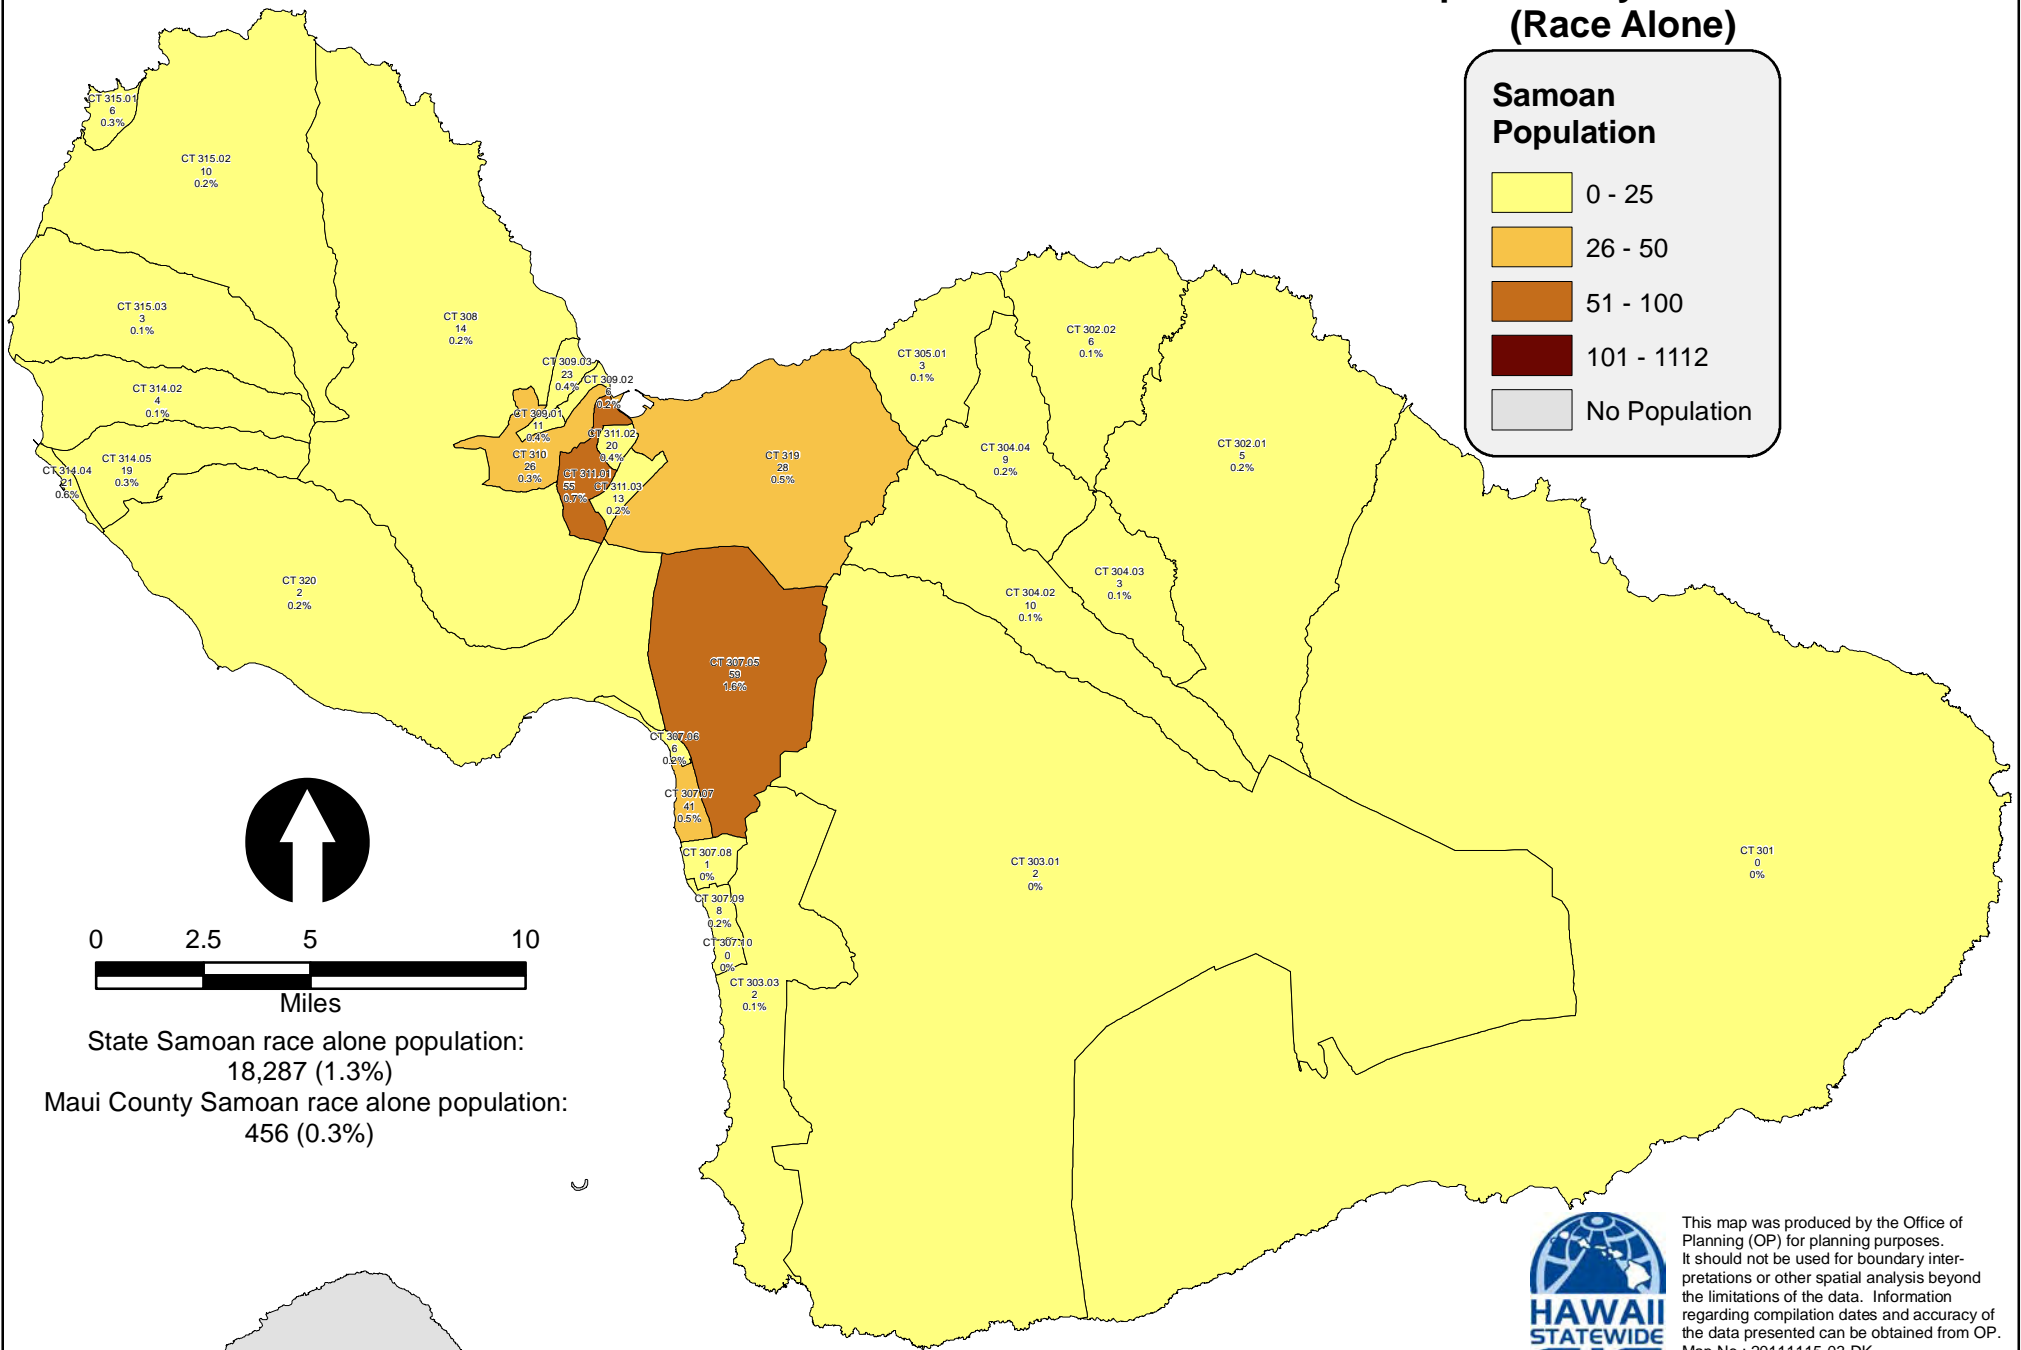 (Race Alone)
Samoan
Population
0 - 25
26 - 50
51 - 100
101 - 1112
No Population
CT 315.01
6
0.3%
CT 315.02
10
0.2%
CT 315.03
3
0.1%
CT 308
14
0.2%
CT 314.02
4
0.1%
CT 314.05
19
0.3%
CT 314.04
21
0.6%
CT 320
2
0.2%
CT 309.03
23
0.4%
CT 309.02
6
0.2%
CT 309.01
11
0.4%
CT 310
26
0.3%
CT 311.02
20
0.4%
CT 311.01
55
0.7%
CT 311.03
13
0.2%
CT 319
28
0.5%
CT 305.01
3
0.1%
CT 302.02
6
0.1%
CT 304.04
9
0.2%
CT 302.01
5
0.2%
CT 304.03
3
0.1%
CT 304.02
10
0.1%
CT 307.05
59
1.6%
CT 307.06
6
0.2%
CT 307.07
41
0.5%
CT 307.08
1
0%
CT 307.09
8
0.2%
CT 307.10
0
0%
CT 303.03
2
0.1%
CT 303.01
2
0%
CT 301
0
0%
0 2.5 5 10
Miles
State Samoan race alone population:
18,287 (1.3%)
Maui County Samoan race alone population:
456 (0.3%)
HAWAII
STATEWIDE
This map was produced by the Office of
Planning (OP) for planning purposes.
It should not be used for boundary inter-
pretations or other spatial analysis beyond
the limitations of the data. Information
regarding compilation dates and accuracy of
the data presented can be obtained from OP.